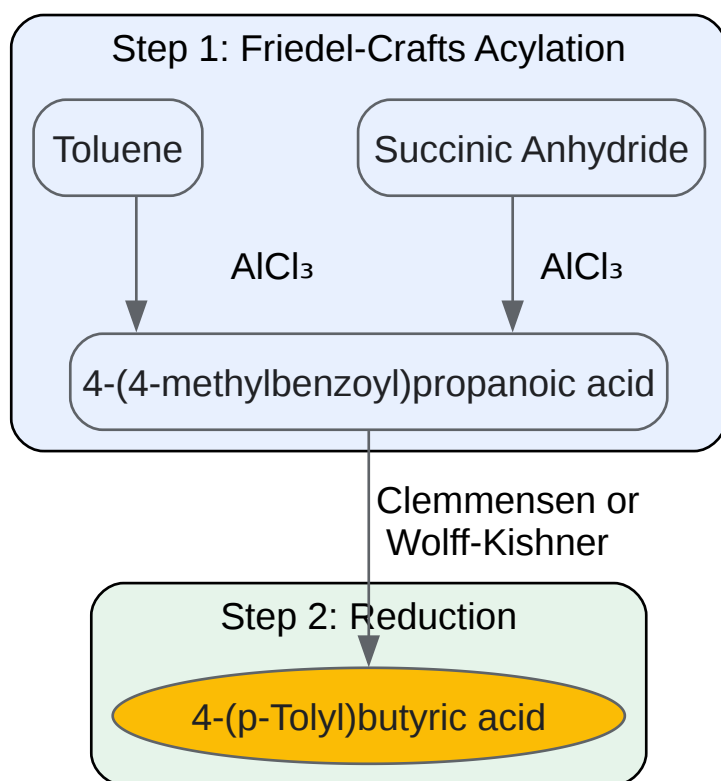 Step 1: Friedel-Crafts Acylation
Toluene
Succinic Anhydride
AlCl₃
AlCl₃
4-(4-methylbenzoyl)propanoic acid
Clemmensen or
Wolff-Kishner
Step 2: Reduction
4-(p-Tolyl)butyric acid